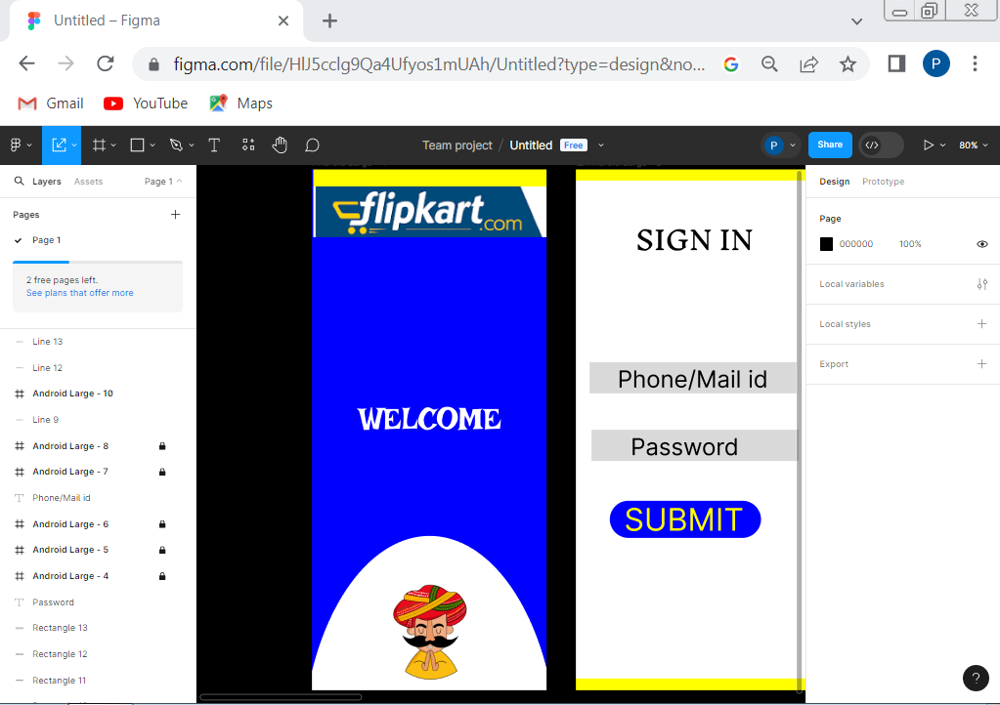 Untitled – Figma
figma.com/file/HlJ5cclg9Qa4Ufyos1mUAh/Untitled?type=design&no...
P
Gmail YouTube Maps
Team project / Untitled Free
P
Share
80%
Layers Assets Page 1
Pages
Page 1
2 free pages left.
See plans that offer more
Line 13
Line 12
Android Large - 10
Line 9
Android Large - 8
Android Large - 7
Phone/Mail id
Android Large - 6
Android Large - 5
Android Large - 4
Password
Rectangle 13
Rectangle 12
Rectangle 11
flipkart.com
WELCOME
SIGN IN
Phone/Mail id
Password
SUBMIT
Design Prototype
Page
000000 100%
Local variables
Local styles
Export
?